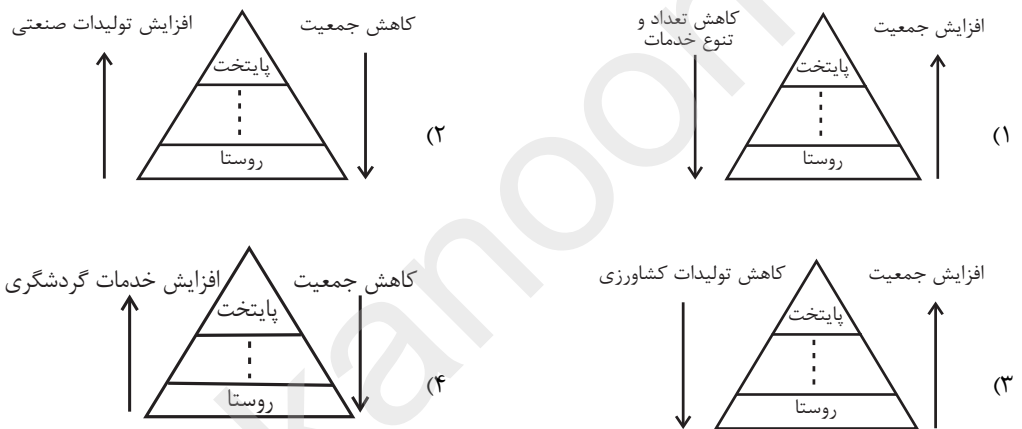 ۱)
افزایش جمعیت
کاهش تعداد و
تنوع خدمات
پایتخت
روستا
۲)
کاهش جمعیت
افزایش تولیدات صنعتی
پایتخت
روستا
۳)
افزایش جمعیت
کاهش تولیدات کشاورزی
پایتخت
روستا
۴)
کاهش جمعیت
افزایش خدمات گردشگری
پایتخت
روستا
kanoon